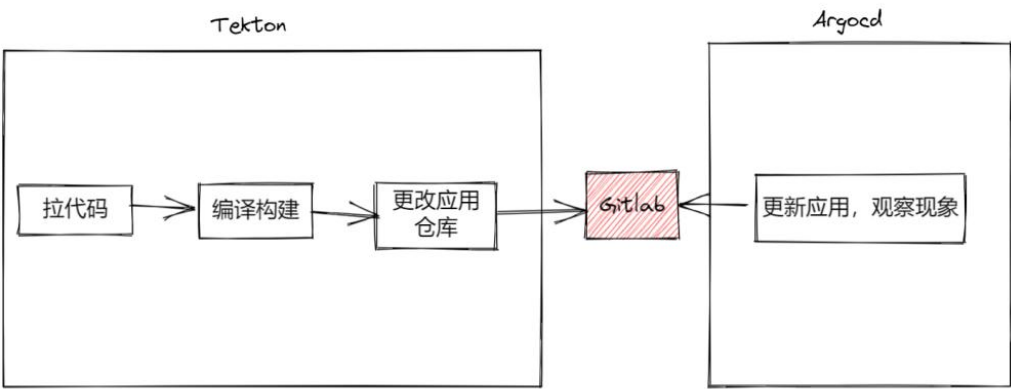 Tekton
Argocd
拉代码
编译构建
更改应用
仓库
Gitlab
更新应用，观察现象